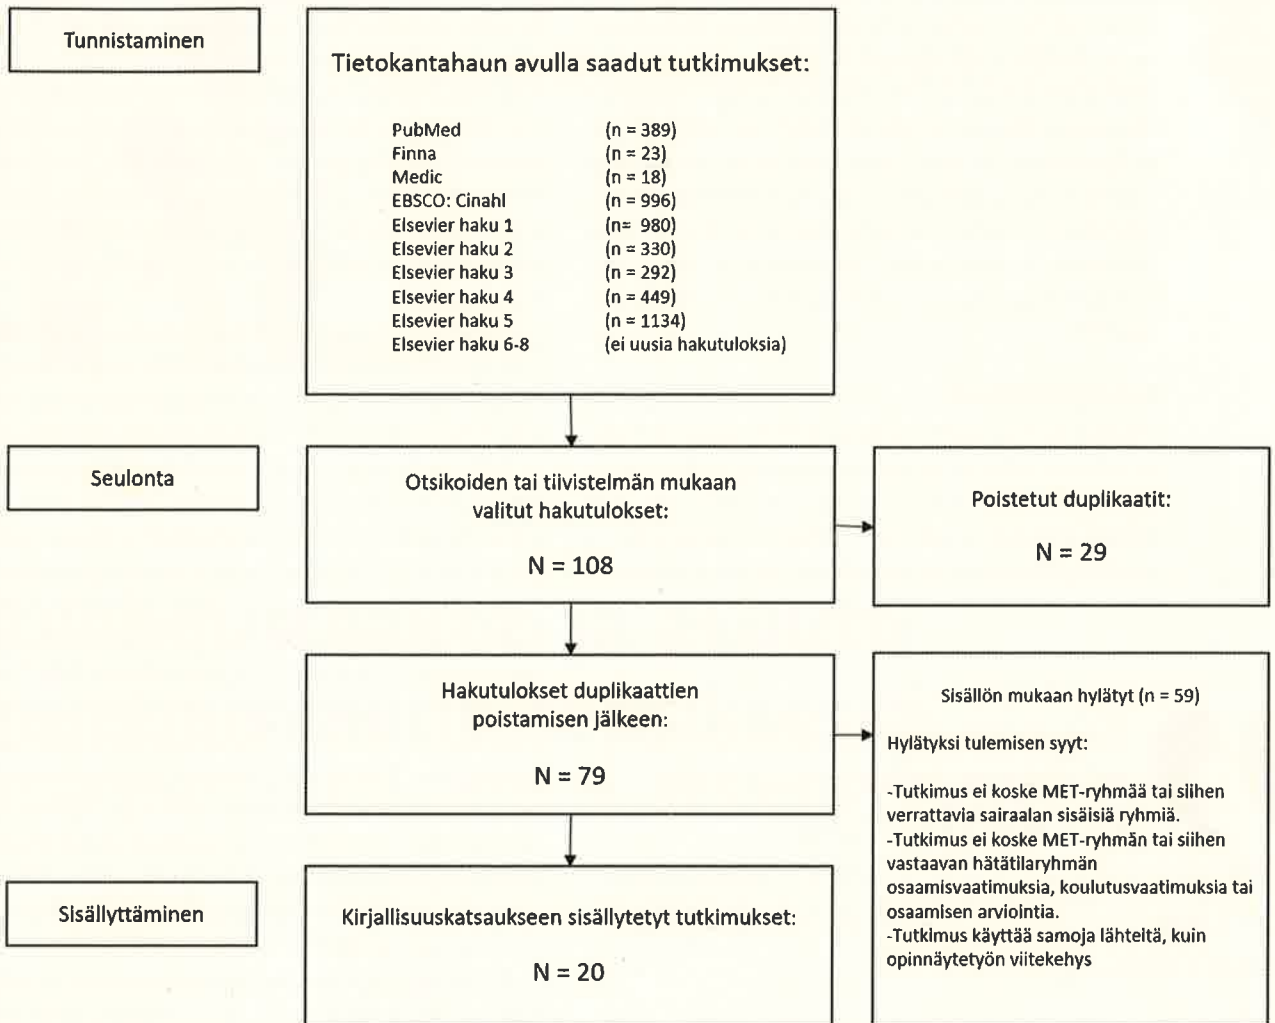 Tunnistaminen
Tietokantahaun avulla saadut tutkimukset:
PubMed (n = 389)
Finna (n = 23)
Medic (n = 18)
EBSCO: Cinahl (n = 996)
Elsevier haku 1 (n= 980)
Elsevier haku 2 (n = 330)
Elsevier haku 3 (n = 292)
Elsevier haku 4 (n = 449)
Elsevier haku 5 (n = 1134)
Elsevier haku 6-8 (ei uusia hakutuloksia)
Seulonta
Otsikoiden tai tiivistelmän mukaan
valitut hakutulokset:
N = 108
Poistetut duplikaatit:
N = 29
Hakutulokset duplikaattien
poistamisen jälkeen:
N = 79
Sisällön mukaan hylätyt (n = 59)
Hylätyksi tulemisen syyt:
-Tutkimus ei koske MET-ryhmää tai siihen
verrattavia sairaalan sisäisiä ryhmiä.
-Tutkimus ei koske MET-ryhmän tai siihen
vastaavan hätätilaryhmän
osaamisvaatimuksia, koulutusvaatimuksia tai
osaamisen arviointia.
-Tutkimus käyttää samoja lähteitä, kuin
opinnäytetyön viitekehys
Sisällyttäminen
Kirjallisuuskatsaukseen sisällytetyt tutkimukset:
N = 20